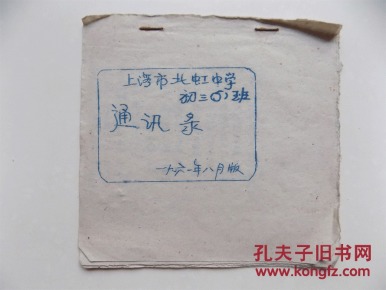 上海市北虹中学
初三(5)班
通讯录
一九六一年八月版
孔夫子旧书网
www.kongfz.com